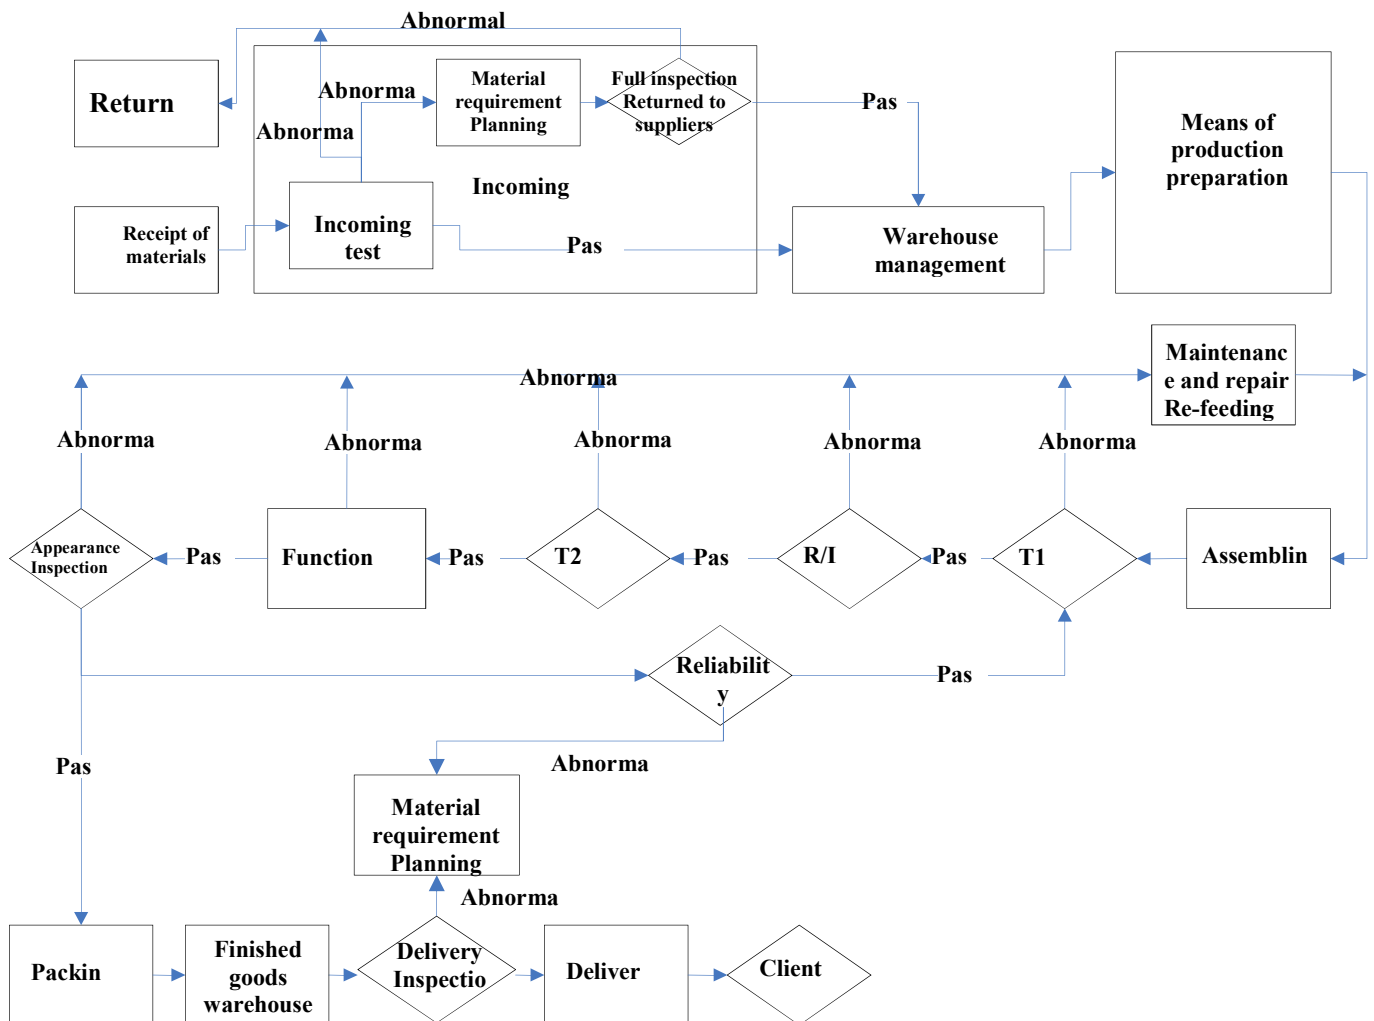 Abnormal
Return
Abnorma
Material
requirement
Planning
Full inspection
Returned to
suppliers
Pas
Abnorma
Means of
production
preparation
Incoming
Receipt of
materials
Incoming
test
Pas
Warehouse
management
Abnorma
Maintenanc
e and repair
Re-feeding
Abnorma
Abnorma
Abnorma
Abnorma
Abnorma
Appearance
Inspection
Pas
Function
Pas
T2
Pas
R/I
Pas
T1
Assemblin
Reliabilit
y
Pas
Pas
Abnorma
Material
requirement
Planning
Abnorma
Packin
Finished
goods
warehouse
Delivery
Inspectio
Deliver
Client